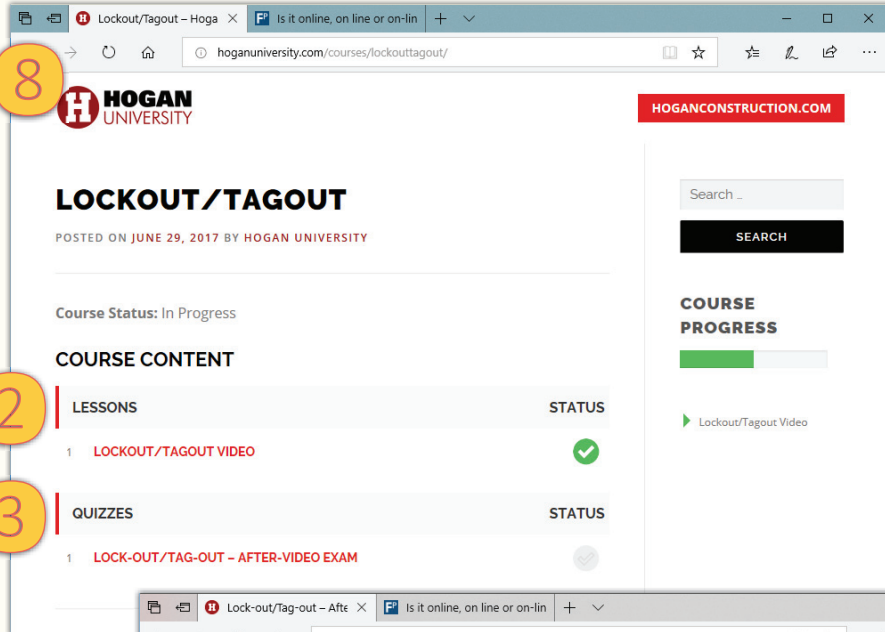 Lockout/Tagout – Hoga
Is it online, on line or on-lin
hoganuniversity.com/courses/lockouttagout/
8
H HOGAN
UNIVERSITY
HOGANCONSTRUCTION.COM
LOCKOUT/TAGOUT
POSTED ON JUNE 29, 2017 BY HOGAN UNIVERSITY
Search …
SEARCH
Course Status: In Progress
COURSE
PROGRESS
COURSE CONTENT
2
LESSONS STATUS
1 LOCKOUT/TAGOUT VIDEO
Lockout/Tagout Video
3
QUIZZES STATUS
1 LOCK-OUT/TAG-OUT – AFTER-VIDEO EXAM
Lock-out/Tag-out – Afte
Is it online, on line or on-lin